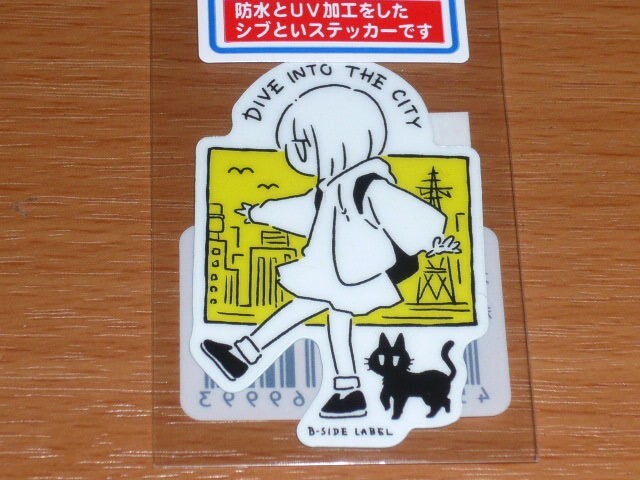 防水とUV加工をした
シブといステッカーです
DIVE INTO THE CITY
B-SIDE LABEL
66693